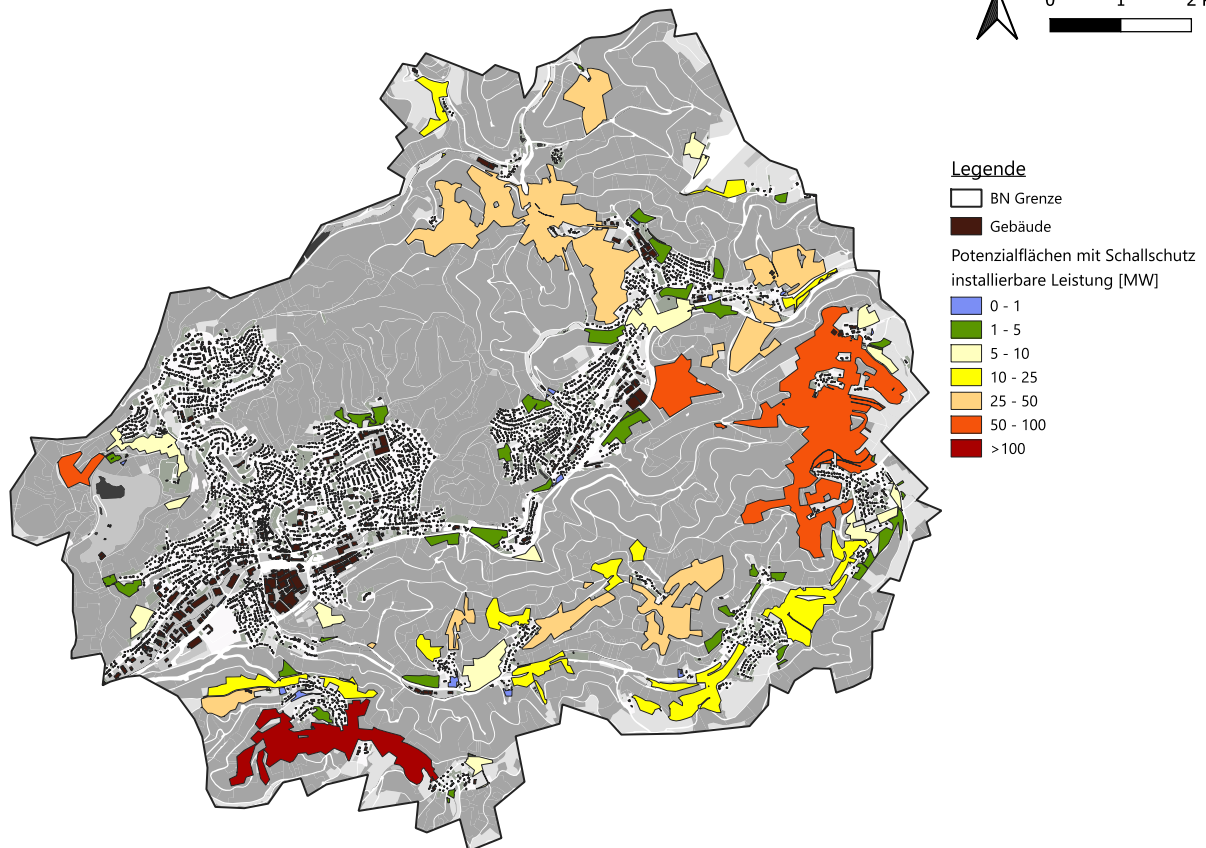 0 1 2
Legende
BN Grenze
Gebäude
Potenzialflächen mit Schallschutz
installierbare Leistung [MW]
0 - 1
1 - 5
5 - 10
10 - 25
25 - 50
50 - 100
>100